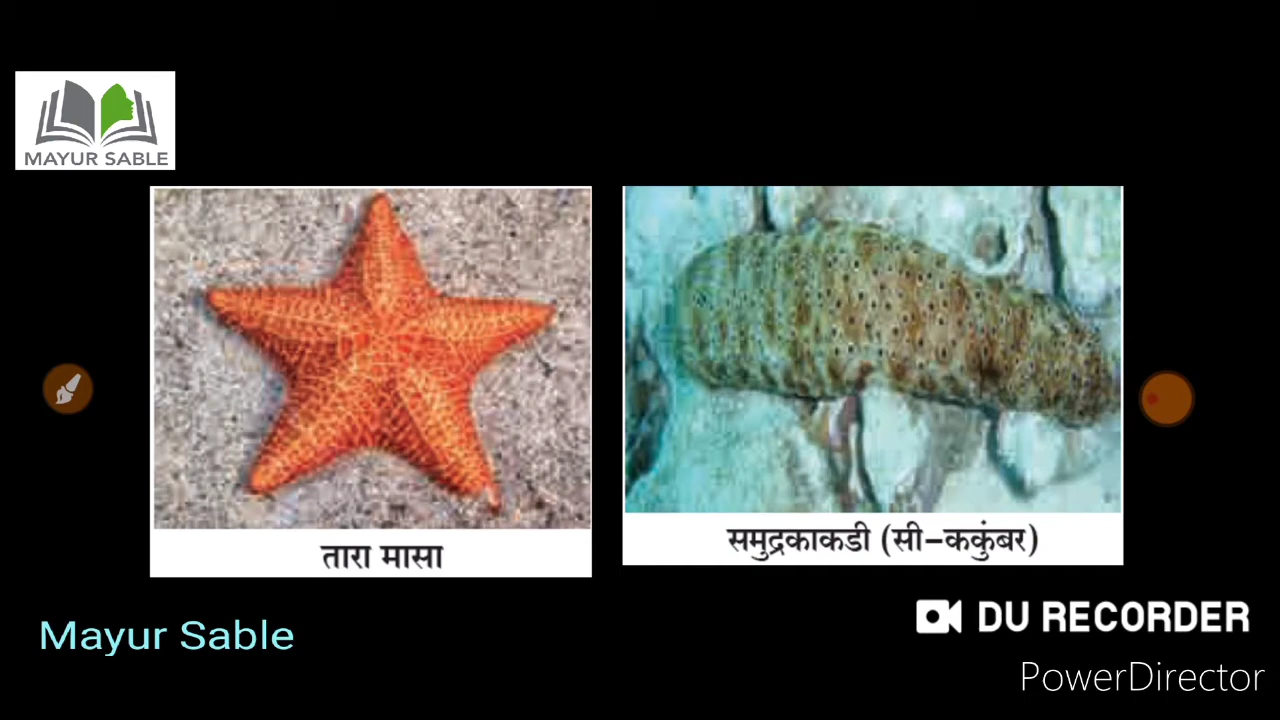 MAYUR SABLE
तारा मासा
समुद्रकाकडी (सी-ककुंबर)
Mayur Sable
DU RECORDER
PowerDirector